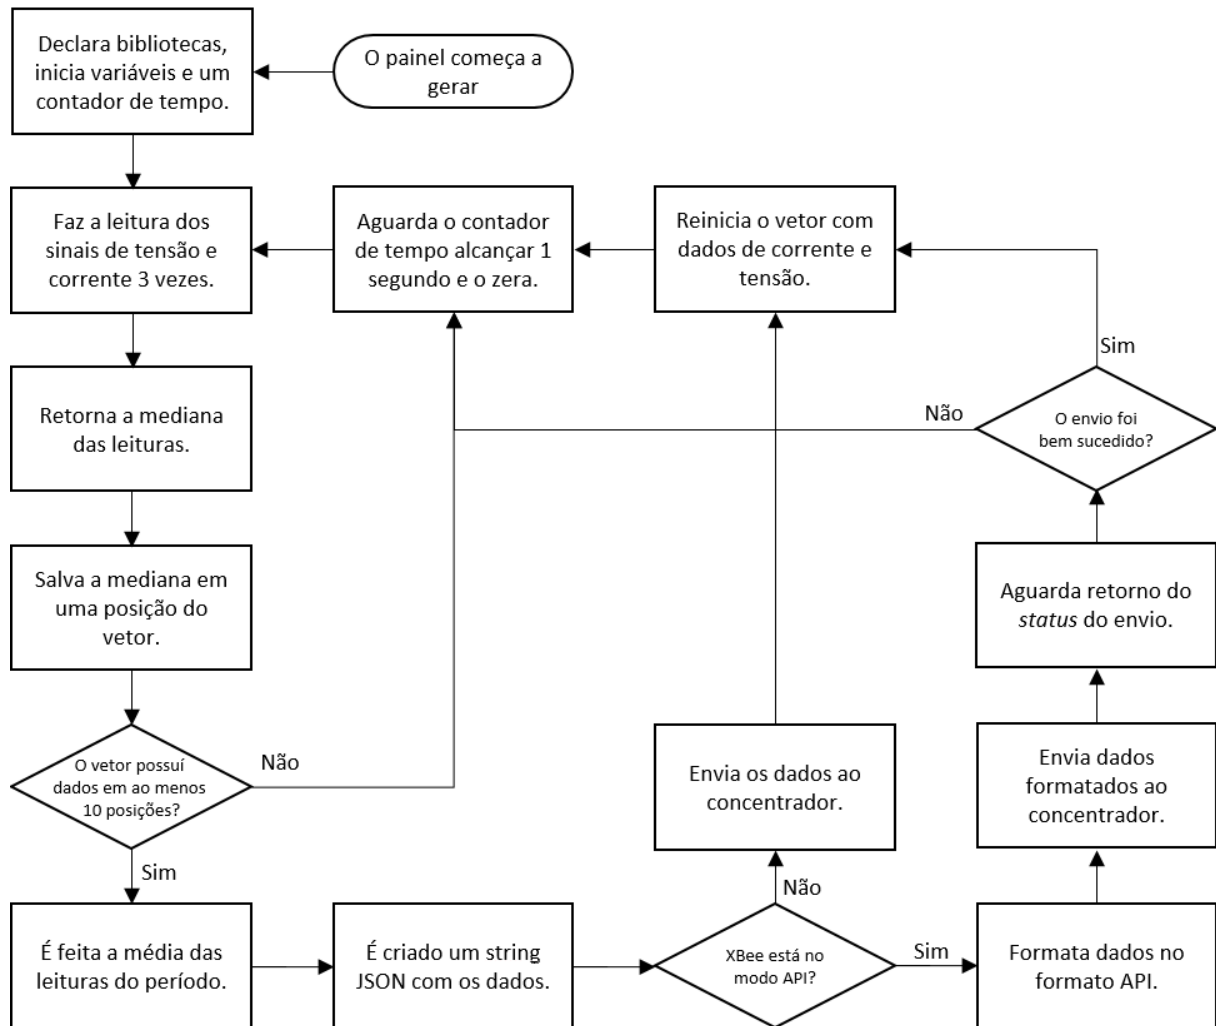 Declara bibliotecas,
inicia variáveis e um
contador de tempo.
O painel começa a
gerar
Faz a leitura dos
sinais de tensão e
corrente 3 vezes.
Aguarda o contador
de tempo alcançar 1
segundo e o zera.
Reinicia o vetor com
dados de corrente e
tensão.
Sim
Retorna a mediana
das leituras.
Não
O envio foi
bem sucedido?
Salva a mediana em
uma posição do
vetor.
Aguarda retorno do
status do envio.
O vetor possuí
dados em ao menos
10 posições?
Não
Envia os dados ao
concentrador.
Envia dados
formatados ao
concentrador.
Sim
Não
É feita a média das
leituras do período.
É criado um string
JSON com os dados.
XBee está no
modo API?
Sim
Formata dados no
formato API.